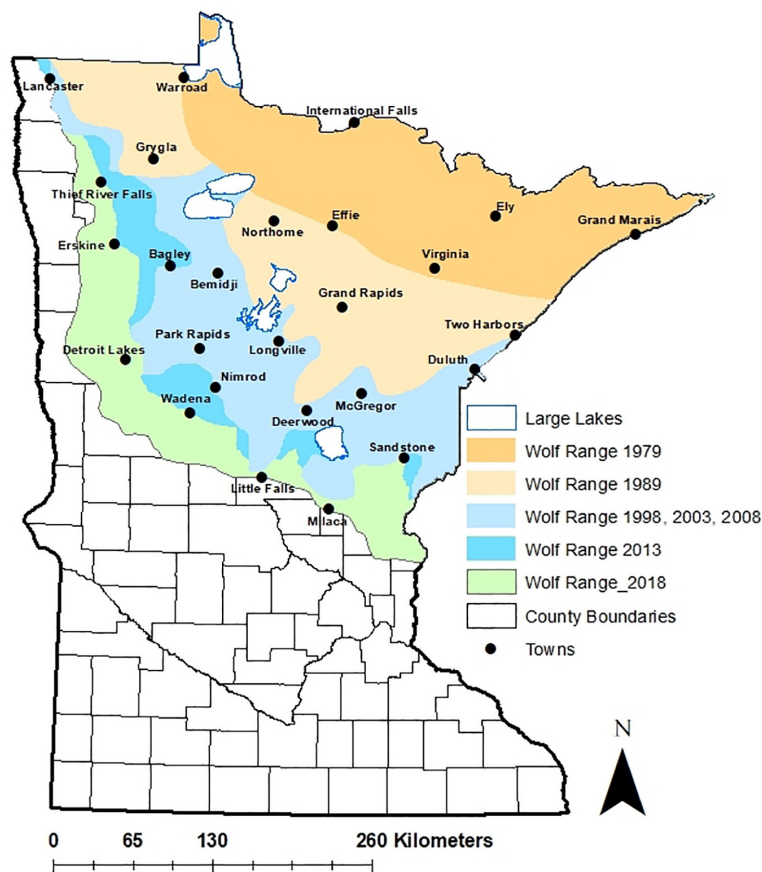 Lancaster
Warroad
International Falls
Grygla
Thief River Falls
Ely
Effie
Grand Marais
Northome
Erskine
Bagley
Virginia
Bemidji
Grand Rapids
Two Harbors
Park Rapids
Longville
Detroit Lakes
Duluth
Nimrod
Wadena
McGregor
Deerwood
Sandstone
Little Falls
Milaca
Large Lakes
Wolf Range 1979
Wolf Range 1989
Wolf Range 1998, 2003, 2008
Wolf Range 2013
Wolf Range_2018
County Boundaries
Towns
N
0 65 130 260 Kilometers